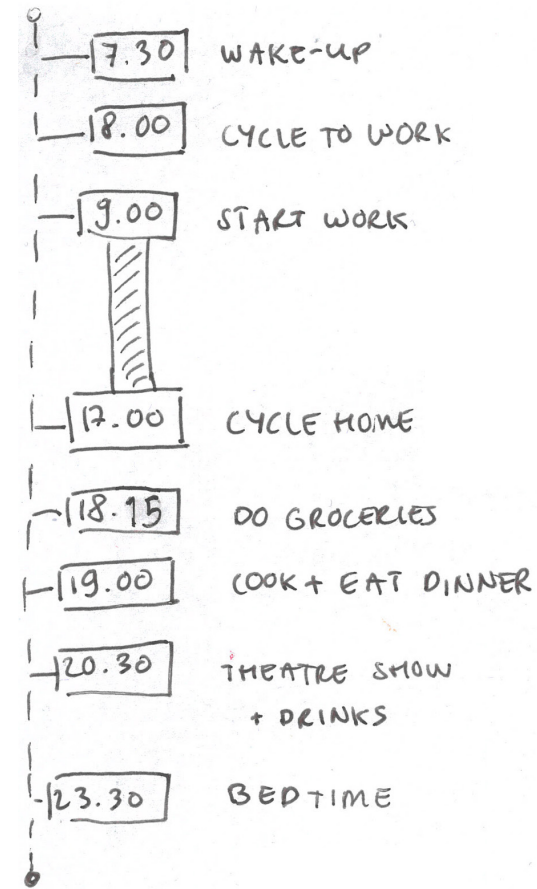 7.30 WAKE-UP
8.00 CYCLE TO WORK
9.00 START WORK
17.00 CYCLE HOME
18.15 DO GROCERIES
19.00 COOK + EAT DINNER
20.30 THEATRE SHOW
+ DRINKS
23.30 BEDTIME